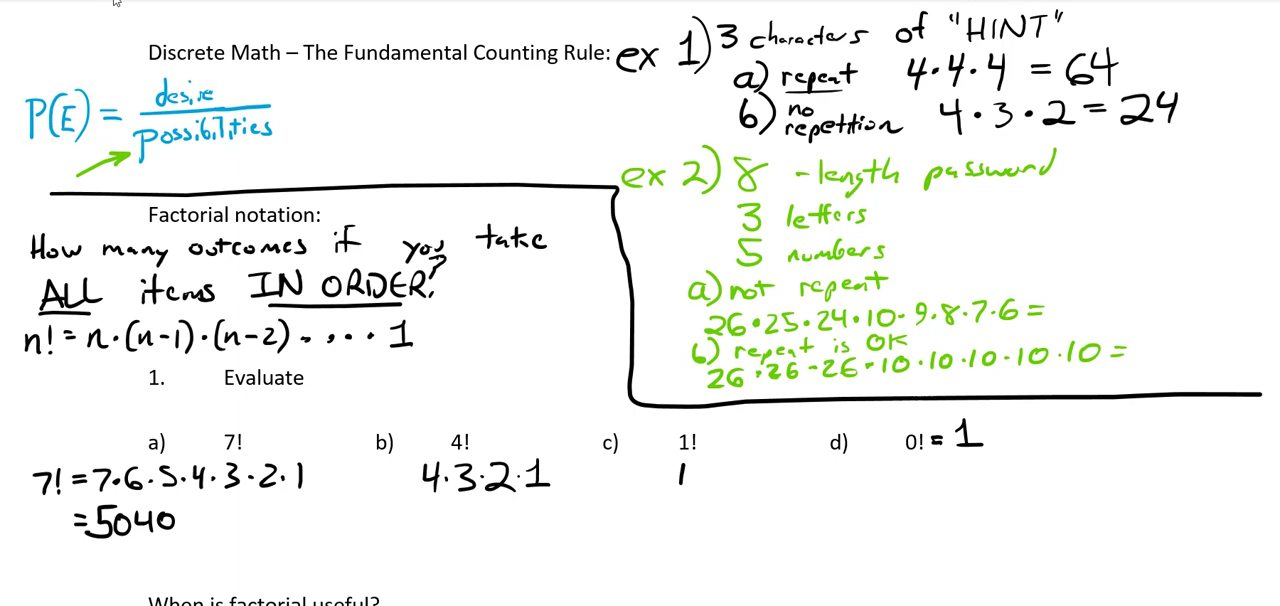 Discrete Math – The Fundamental Counting Rule:
P(E) = desire / possibilities
ex 1) 3 characters of "HINT"
a) repeat 4·4·4 = 64
b) no repetition 4·3·2 = 24
ex 2) 8 -length password
3 letters
5 numbers
a) not repeat
26·25·24·10·9·8·7·6=
b) repeat is OK
26·26·26·10·10·10·10·10=
Factorial notation:
How many outcomes if you take
ALL items IN ORDER?
n! = n·(n-1)·(n-2)· ... 1
1. Evaluate
a) 7! b) 4! c) 1! d) 0! = 1
7! = 7·6·5·4·3·2·1 4·3·2·1 1
=5040
When is factorial useful?